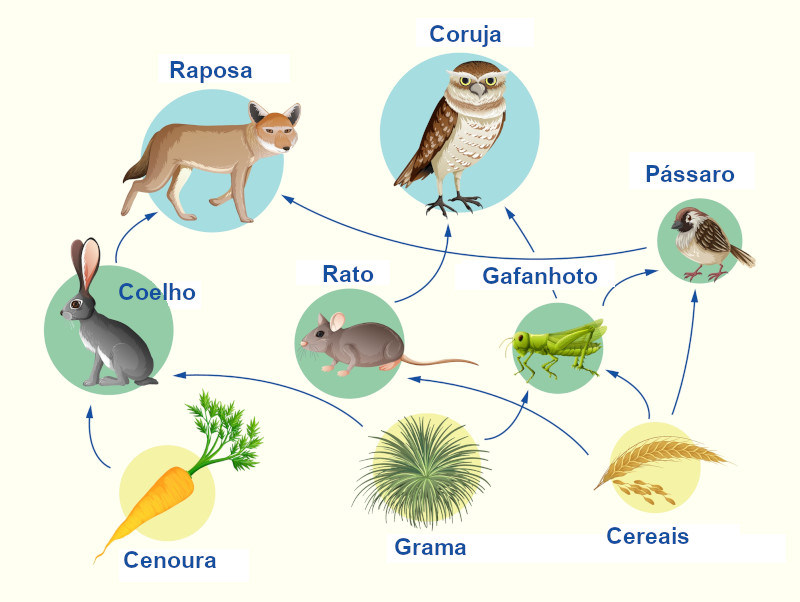 Coruja
Raposa
Pássaro
Rato
Gafanhoto
Coelho
Cereais
Grama
Cenoura